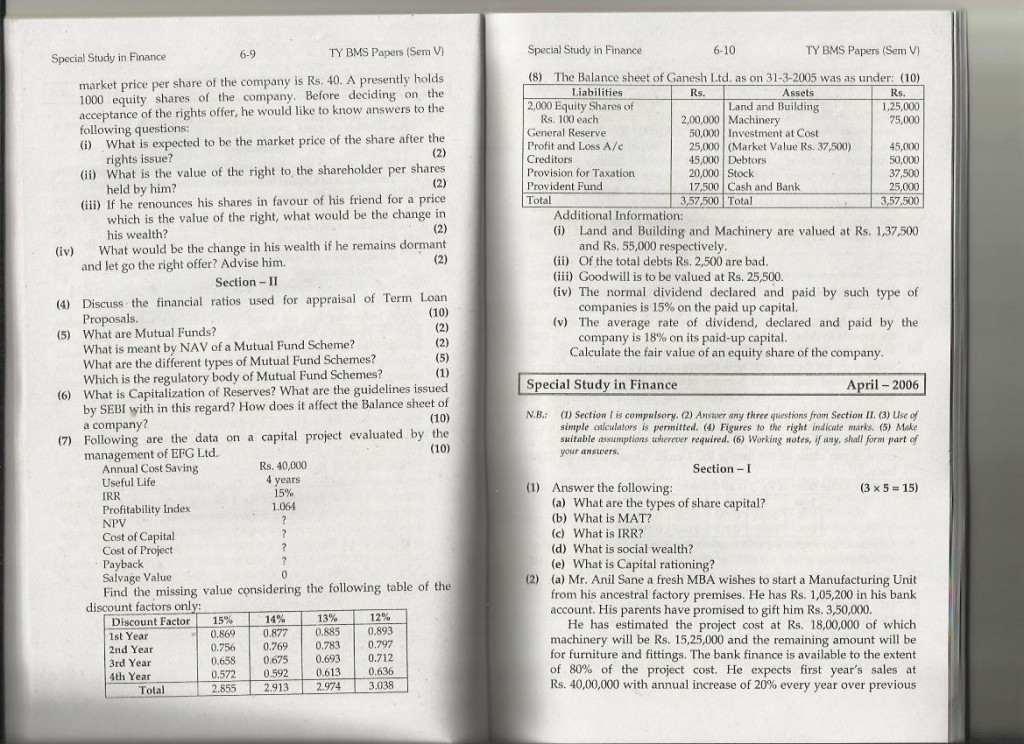 Special Study in Finance 6-9 TY BMS Papers (Sem V)
market price per share of the company is Rs. 40. A presently holds
1000 equity shares of the company. Before deciding on the
acceptance of the rights offer, he would like to know answers to the
following questions:
(i) What is expected to be the market price of the share after the
rights issue? (2)
(ii) What is the value of the right to the shareholder per shares
held by him? (2)
(iii) If he renounces his shares in favour of his friend for a price
which is the value of the right, what would be the change in
his wealth? (2)
(iv) What would be the change in his wealth if he remains dormant
and let go the right offer? Advise him. (2)
Section – II
(4) Discuss the financial ratios used for appraisal of Term Loan
Proposals. (10)
(5) What are Mutual Funds? (2)
What is meant by NAV of a Mutual Fund Scheme? (2)
What are the different types of Mutual Fund Schemes? (5)
Which is the regulatory body of Mutual Fund Schemes? (1)
(6) What is Capitalization of Reserves? What are the guidelines issued
by SEBI with in this regard? How does it affect the Balance sheet of
a company? (10)
(7) Following are the data on a capital project evaluated by the
management of EFG Ltd. (10)
Annual Cost Saving Rs. 40,000
Useful Life 4 years
IRR 15%
Profitability Index 1.064
NPV ?
Cost of Capital ?
Cost of Project ?
Payback ?
Salvage Value 0
Find the missing value considering the following table of the
discount factors only:
Discount Factor 15% 14% 13% 12%
1st Year 0.869 0.877 0.885 0.893
2nd Year 0.756 0.769 0.783 0.797
3rd Year 0.658 0.675 0.693 0.712
4th Year 0.572 0.592 0.613 0.636
Total 2.855 2.913 2.974 3.038
Special Study in Finance 6-10 TY BMS Papers (Sem V)
(8) The Balance sheet of Ganesh Ltd. as on 31-3-2005 was as under: (10)
Liabilities Rs. Assets Rs.
2,000 Equity Shares of Land and Building 1,25,000
Rs. 100 each 2,00,000 Machinery 75,000
General Reserve 50,000 Investment at Cost
Profit and Loss A/c 25,000 (Market Value Rs. 37,500) 45,000
Creditors 45,000 Debtors 50,000
Provision for Taxation 20,000 Stock 37,500
Provident Fund 17,500 Cash and Bank 25,000
Total 3,57,500 Total 3,57,500
Additional Information:
(i) Land and Building and Machinery are valued at Rs. 1,37,500
and Rs. 55,000 respectively.
(ii) Of the total debts Rs. 2,500 are bad.
(iii) Goodwill is to be valued at Rs. 25,500.
(iv) The normal dividend declared and paid by such type of
companies is 15% on the paid up capital.
(v) The average rate of dividend, declared and paid by the
company is 18% on its paid-up capital.
Calculate the fair value of an equity share of the company.
Special Study in Finance April – 2006
N.B.: (1) Section I is compulsory. (2) Answer any three questions from Section II. (3) Use of
simple calculators is permitted. (4) Figures to the right indicate marks. (5) Make
suitable assumptions wherever required. (6) Working notes, if any, shall form part of
your answers.
Section – I
(1) Answer the following: (3 x 5 = 15)
(a) What are the types of share capital?
(b) What is MAT?
(c) What is IRR?
(d) What is social wealth?
(e) What is Capital rationing?
(2) (a) Mr. Anil Sane a fresh MBA wishes to start a Manufacturing Unit
from his ancestral factory premises. He has Rs. 1,05,200 in his bank
account. His parents have promised to gift him Rs. 3,50,000.
He has estimated the project cost at Rs. 18,00,000 of which
machinery will be Rs. 15,25,000 and the remaining amount will be
for furniture and fittings. The bank finance is available to the extent
of 80% of the project cost. He expects first year's sales at
Rs. 40,00,000 with annual increase of 20% every year over previous